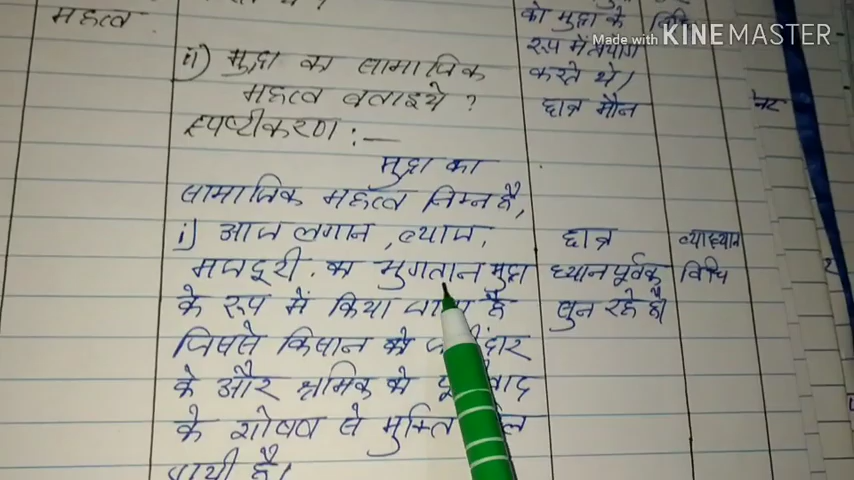 महत्व
को मुद्रा के
रूप में
करते थे।
छात्र मौन
Made with KINEMASTER
ii) मुद्रा का सामाजिक
महत्व बताइये ?
स्पष्टीकरण :—
मुद्रा का
सामाजिक महत्व निम्न है,
i) आज लगान, ब्याज,
मजदूरी. का भुगतान मुद्रा
के रूप में किया है
जिससे किसान को
के और श्रमिक को
के शोषण से
है।
छात्र
ध्यानपूर्वक
सुन रहे है।
व्याख्यान
विधि